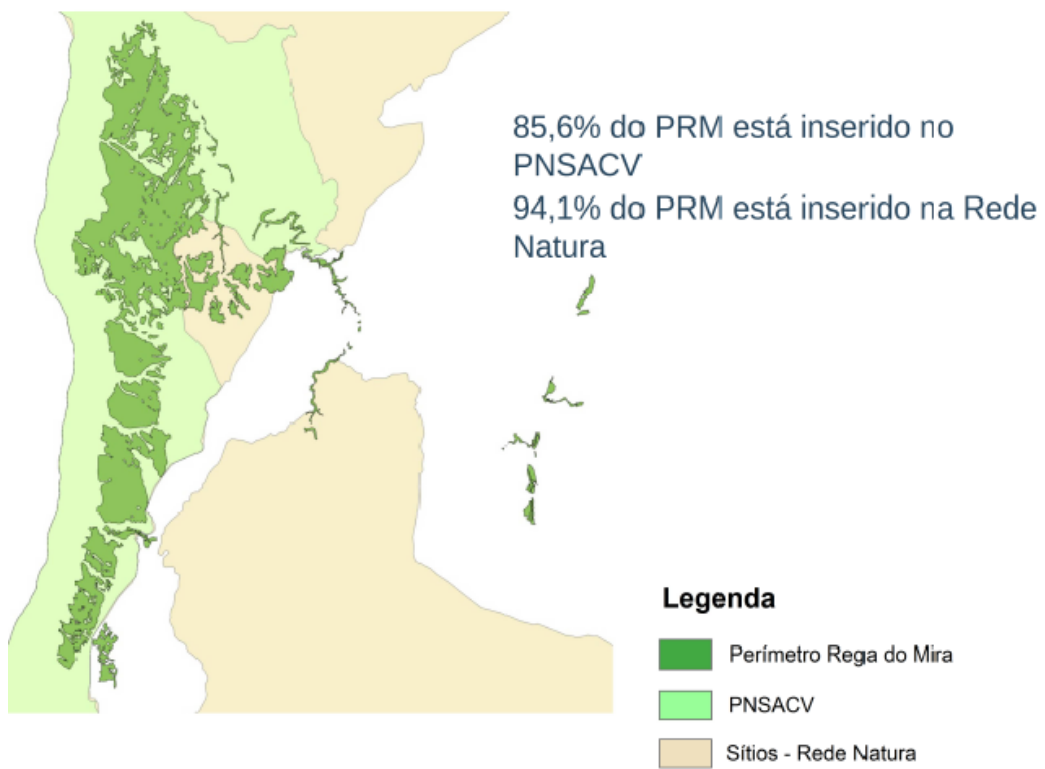 85,6% do PRM está inserido no
PNSACV
94,1% do PRM está inserido na Rede
Natura
Legenda
Perímetro Rega do Mira
PNSACV
Sítios - Rede Natura